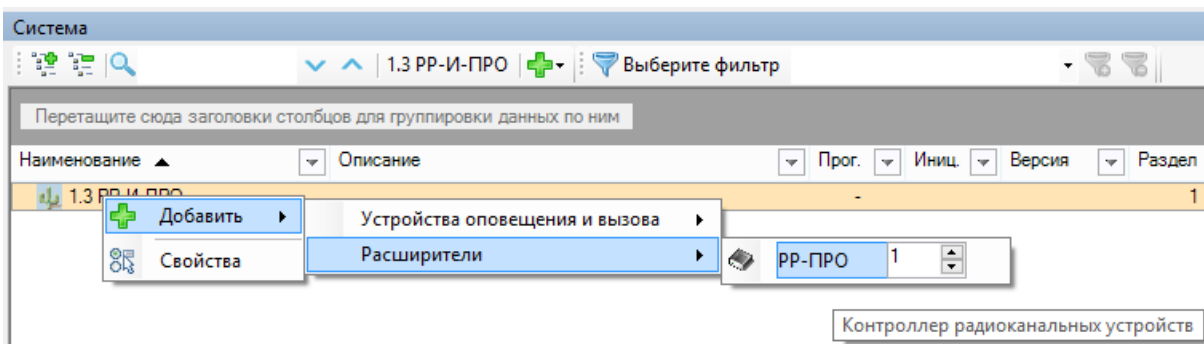 Система
1.3 РР-И-ПРО Выберите фильтр
Перетащите сюда заголовки столбцов для группировки данных по ним
Наименование Описание Прог. Иниц. Версия Раздел
1.3 РР-И-ПРО - 1
Добавить Устройства оповещения и вызова
Свойства Расширители РР-ПРО 1
Контроллер радиоканальных устройств